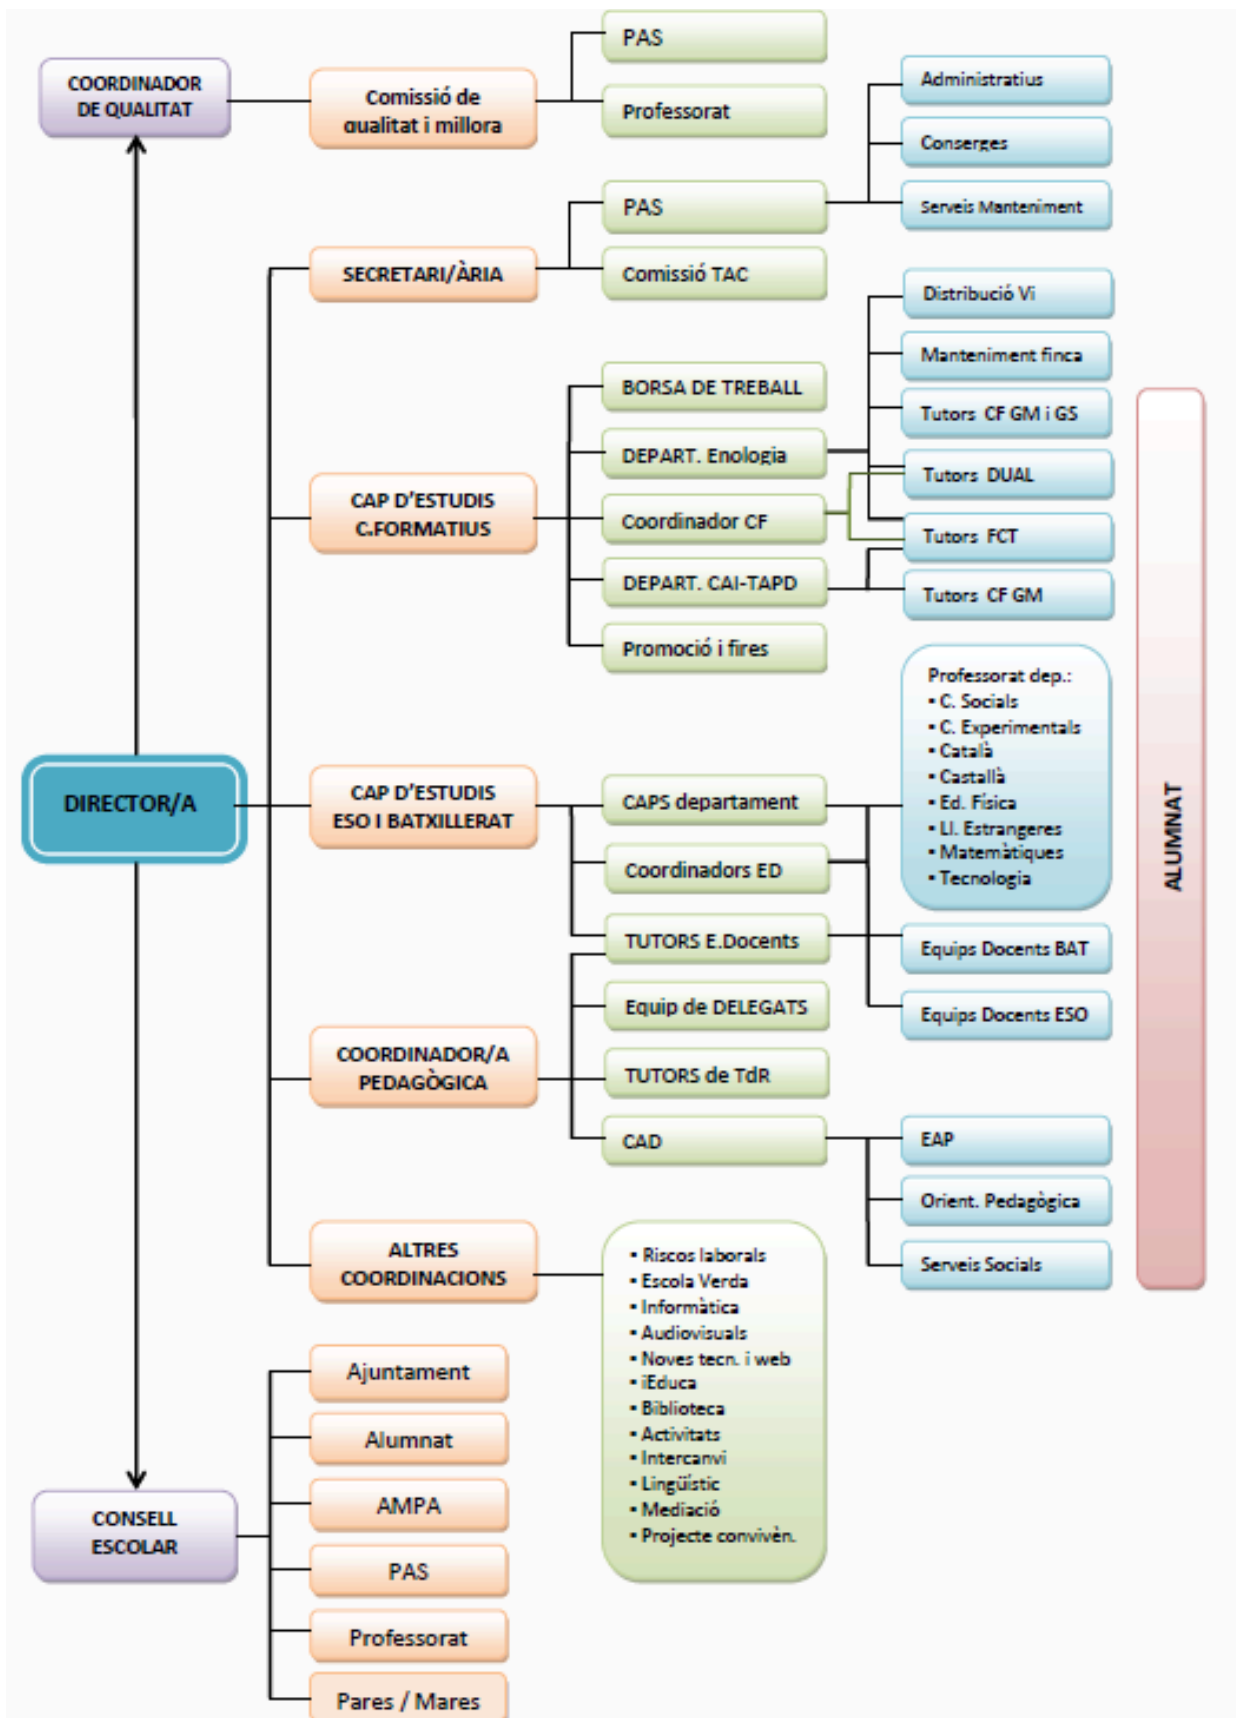 COORDINADOR
DE QUALITAT
Comissió de
qualitat i millora
PAS
Professorat
Administratius
Conserges
Serveis Manteniment
SECRETARI/ÀRIA
PAS
Comissió TAC
Distribució Vi
Manteniment finca
Tutors CF GM i GS
Tutors DUAL
Tutors FCT
Tutors CF GM
CAP D'ESTUDIS
C.FORMATIUS
BORSA DE TREBALL
DEPART. Enologia
Coordinador CF
DEPART. CAI-TAPD
Promoció i fires
DIRECTOR/A
CAP D'ESTUDIS
ESO I BATXILLERAT
CAPS departament
Coordinadors ED
TUTORS E.Docents
Professorat dep.:
▪ C. Socials
▪ C. Experimentals
▪ Català
▪ Castallà
▪ Ed. Física
▪ Ll. Estrangeres
▪ Matemàtiques
▪ Tecnologia
Equips Docents BAT
Equips Docents ESO
ALUMNAT
COORDINADOR/A
PEDAGÒGICA
Equip de DELEGATS
TUTORS de TdR
CAD
EAP
Orient. Pedagògica
Serveis Socials
ALTRES
COORDINACIONS
▪ Riscos laborals
▪ Escola Verda
▪ Informàtica
▪ Audiovisuals
▪ Noves tecn. i web
▪ iEduca
▪ Biblioteca
▪ Activitats
▪ Intercanvi
▪ Lingüístic
▪ Mediació
▪ Projecte convivèn.
CONSELL
ESCOLAR
Ajuntament
Alumnat
AMPA
PAS
Professorat
Pares / Mares